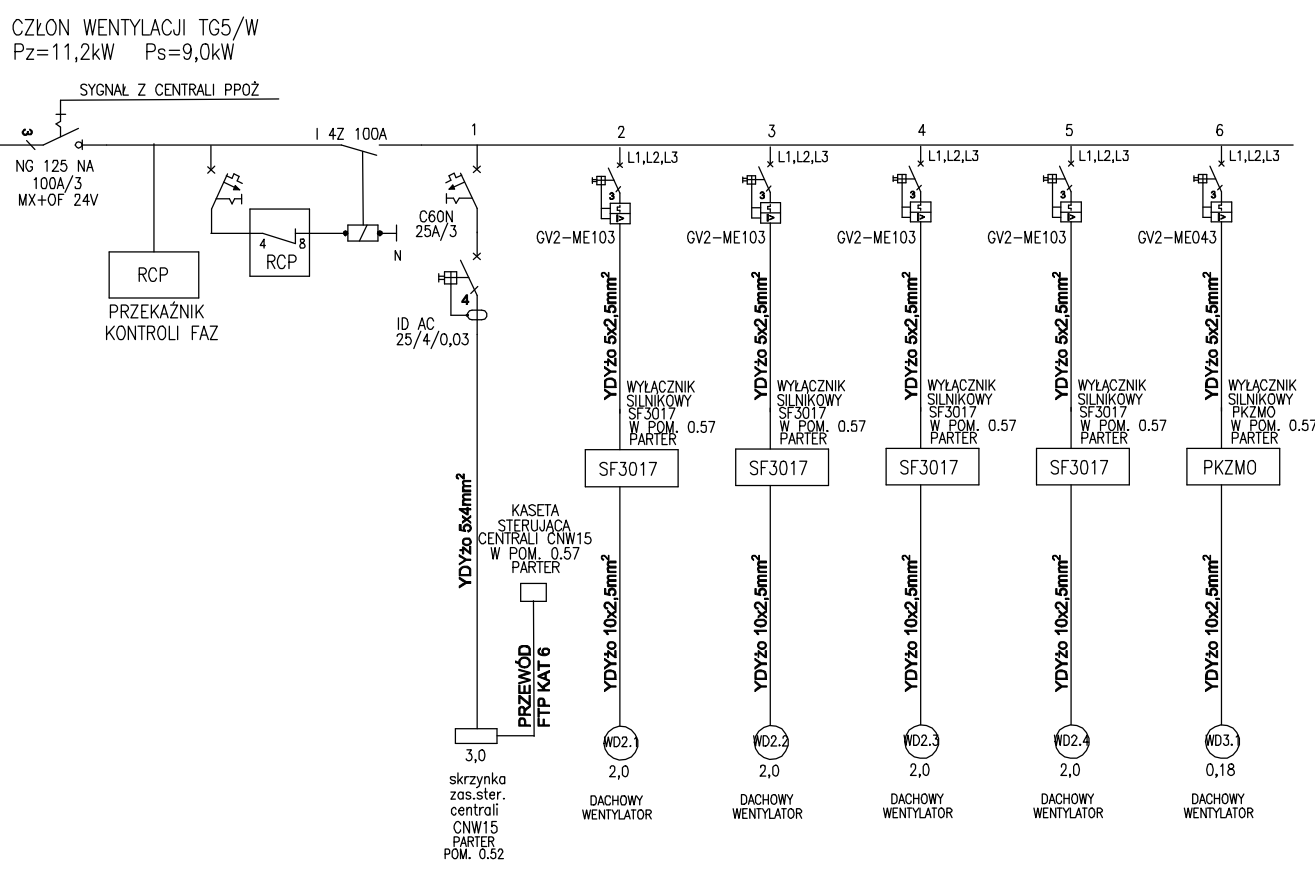 CZŁON WENTYLACJI TG5/W
Pz=11,2kW Ps=9,0kW
SYGNAŁ Z CENTRALI PPOŻ
3
NG 125 NA
100A/3
MX+OF 24V
RCP
PRZEKAŹNIK
KONTROLI FAZ
4 8
RCP
I 4Z 100A
N
1
C60N
25A/3
4
ID AC
25/4/0,03
YDYżo 5x4mm²
KASETA
STERUJĄCA
CENTRALI CNW15
W POM. 0.57
PARTER
PRZEWÓD
FTP KAT 6
3,0
skrzynka
zas.ster.
centrali
CNW15
PARTER
POM. 0.52
2
L1,L2,L3
3
GV2-ME103
YDYżo 5x2,5mm²
WYŁĄCZNIK
SILNIKOWY
SF3017
W POM. 0.57
PARTER
SF3017
YDYżo 10x2,5mm²
WD2.1
2,0
DACHOWY
WENTYLATOR
3
L1,L2,L3
3
GV2-ME103
YDYżo 5x2,5mm²
WYŁĄCZNIK
SILNIKOWY
SF3017
W POM. 0.57
PARTER
SF3017
YDYżo 10x2,5mm²
WD2.2
2,0
DACHOWY
WENTYLATOR
4
L1,L2,L3
3
GV2-ME103
YDYżo 5x2,5mm²
WYŁĄCZNIK
SILNIKOWY
SF3017
W POM. 0.57
PARTER
SF3017
YDYżo 10x2,5mm²
WD2.3
2,0
DACHOWY
WENTYLATOR
5
L1,L2,L3
3
GV2-ME103
YDYżo 5x2,5mm²
WYŁĄCZNIK
SILNIKOWY
SF3017
W POM. 0.57
PARTER
SF3017
YDYżo 10x2,5mm²
WD2.4
2,0
DACHOWY
WENTYLATOR
6
L1,L2,L3
3
GV2-ME043
YDYżo 5x2,5mm²
WYŁĄCZNIK
SILNIKOWY
PKZMO
W POM. 0.57
PARTER
PKZMO
YDYżo 10x2,5mm²
WD3.1
0,18
DACHOWY
WENTYLATOR